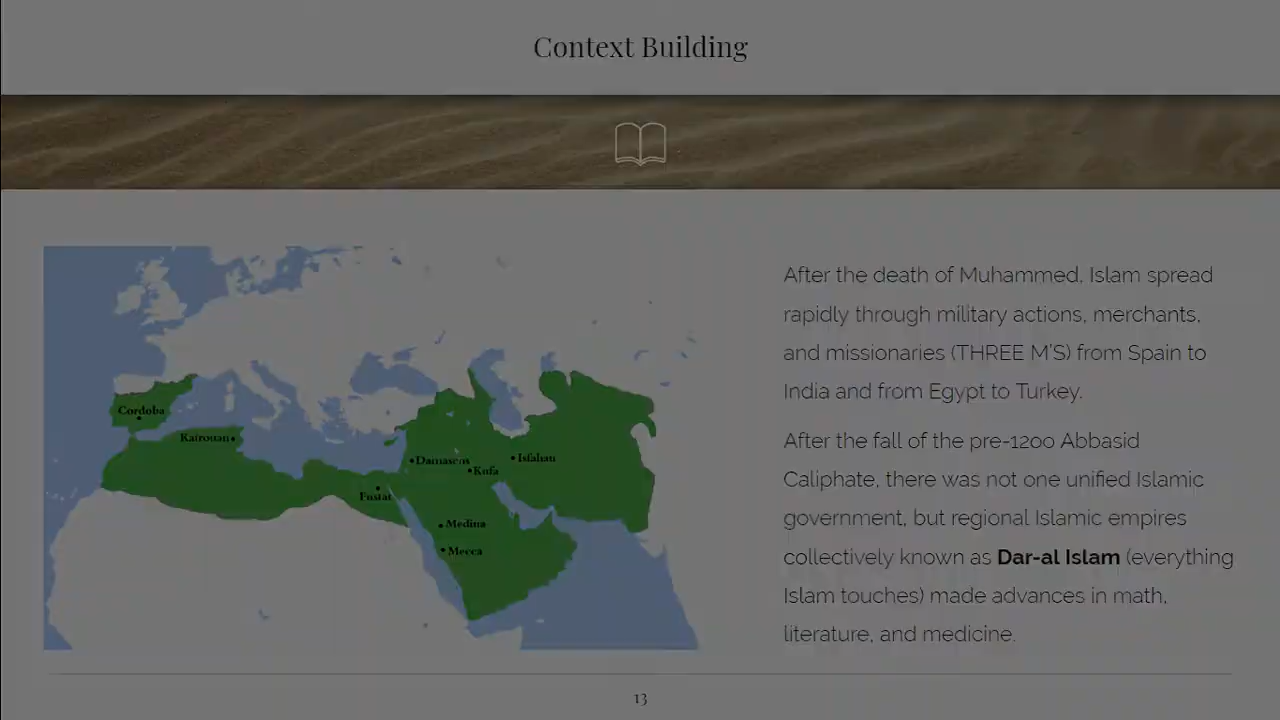 Context Building
After the death of Muhammed, Islam spread
rapidly through military actions, merchants,
and missionaries (THREE M'S) from Spain to
India and from Egypt to Turkey.
After the fall of the pre-1200 Abbasid
Caliphate, there was not one unified Islamic
government, but regional Islamic empires
collectively known as Dar-al Islam (everything
Islam touches) made advances in math,
literature, and medicine.
Cordoba
Kairouan
Damascus
Kufa
Isfahan
Fustat
Medina
Mecca
13